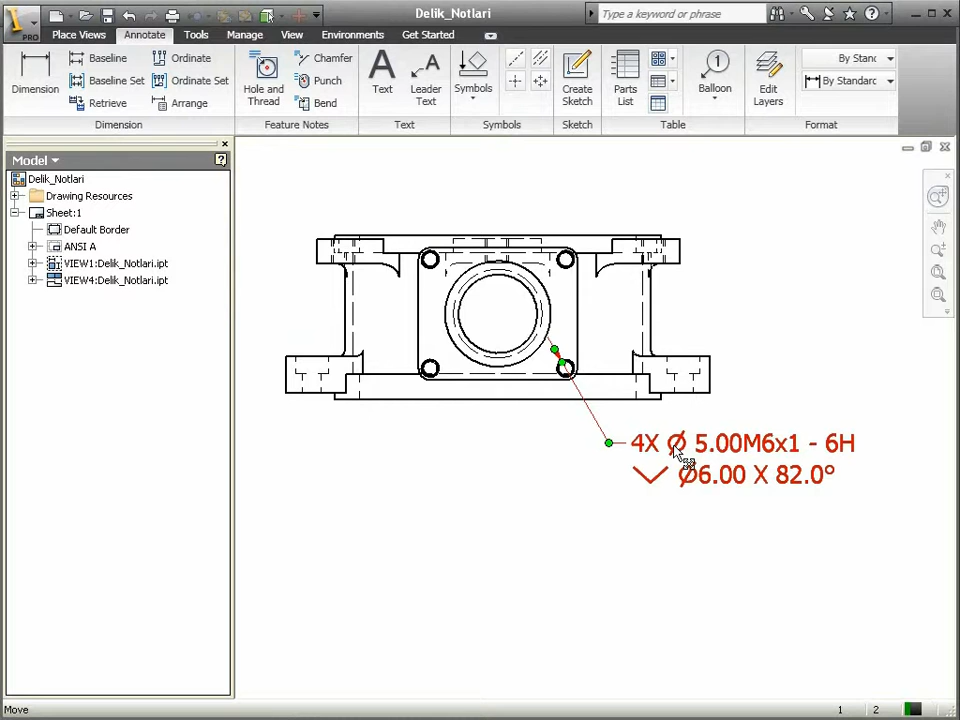 Delik_Notlari
Type a keyword or phrase
PRO
Place Views
Annotate
Tools
Manage
View
Environments
Get Started
Dimension
Baseline
Baseline Set
Retrieve
Ordinate
Ordinate Set
Arrange
Dimension
Hole and
Thread
Chamfer
Punch
Bend
Feature Notes
Text
Leader
Text
Text
Symbols
Symbols
Create
Sketch
Sketch
Parts
List
Table
Balloon
Edit
Layers
By Stanc
By Standarc
Format
Model
Delik_Notlari
Drawing Resources
Sheet:1
Default Border
ANSI A
VIEW1:Delik_Notlari.ipt
VIEW4:Delik_Notlari.ipt
4X Ø 5.00M6x1 - 6H
⌵ Ø6.00 X 82.0°
Move
1
2